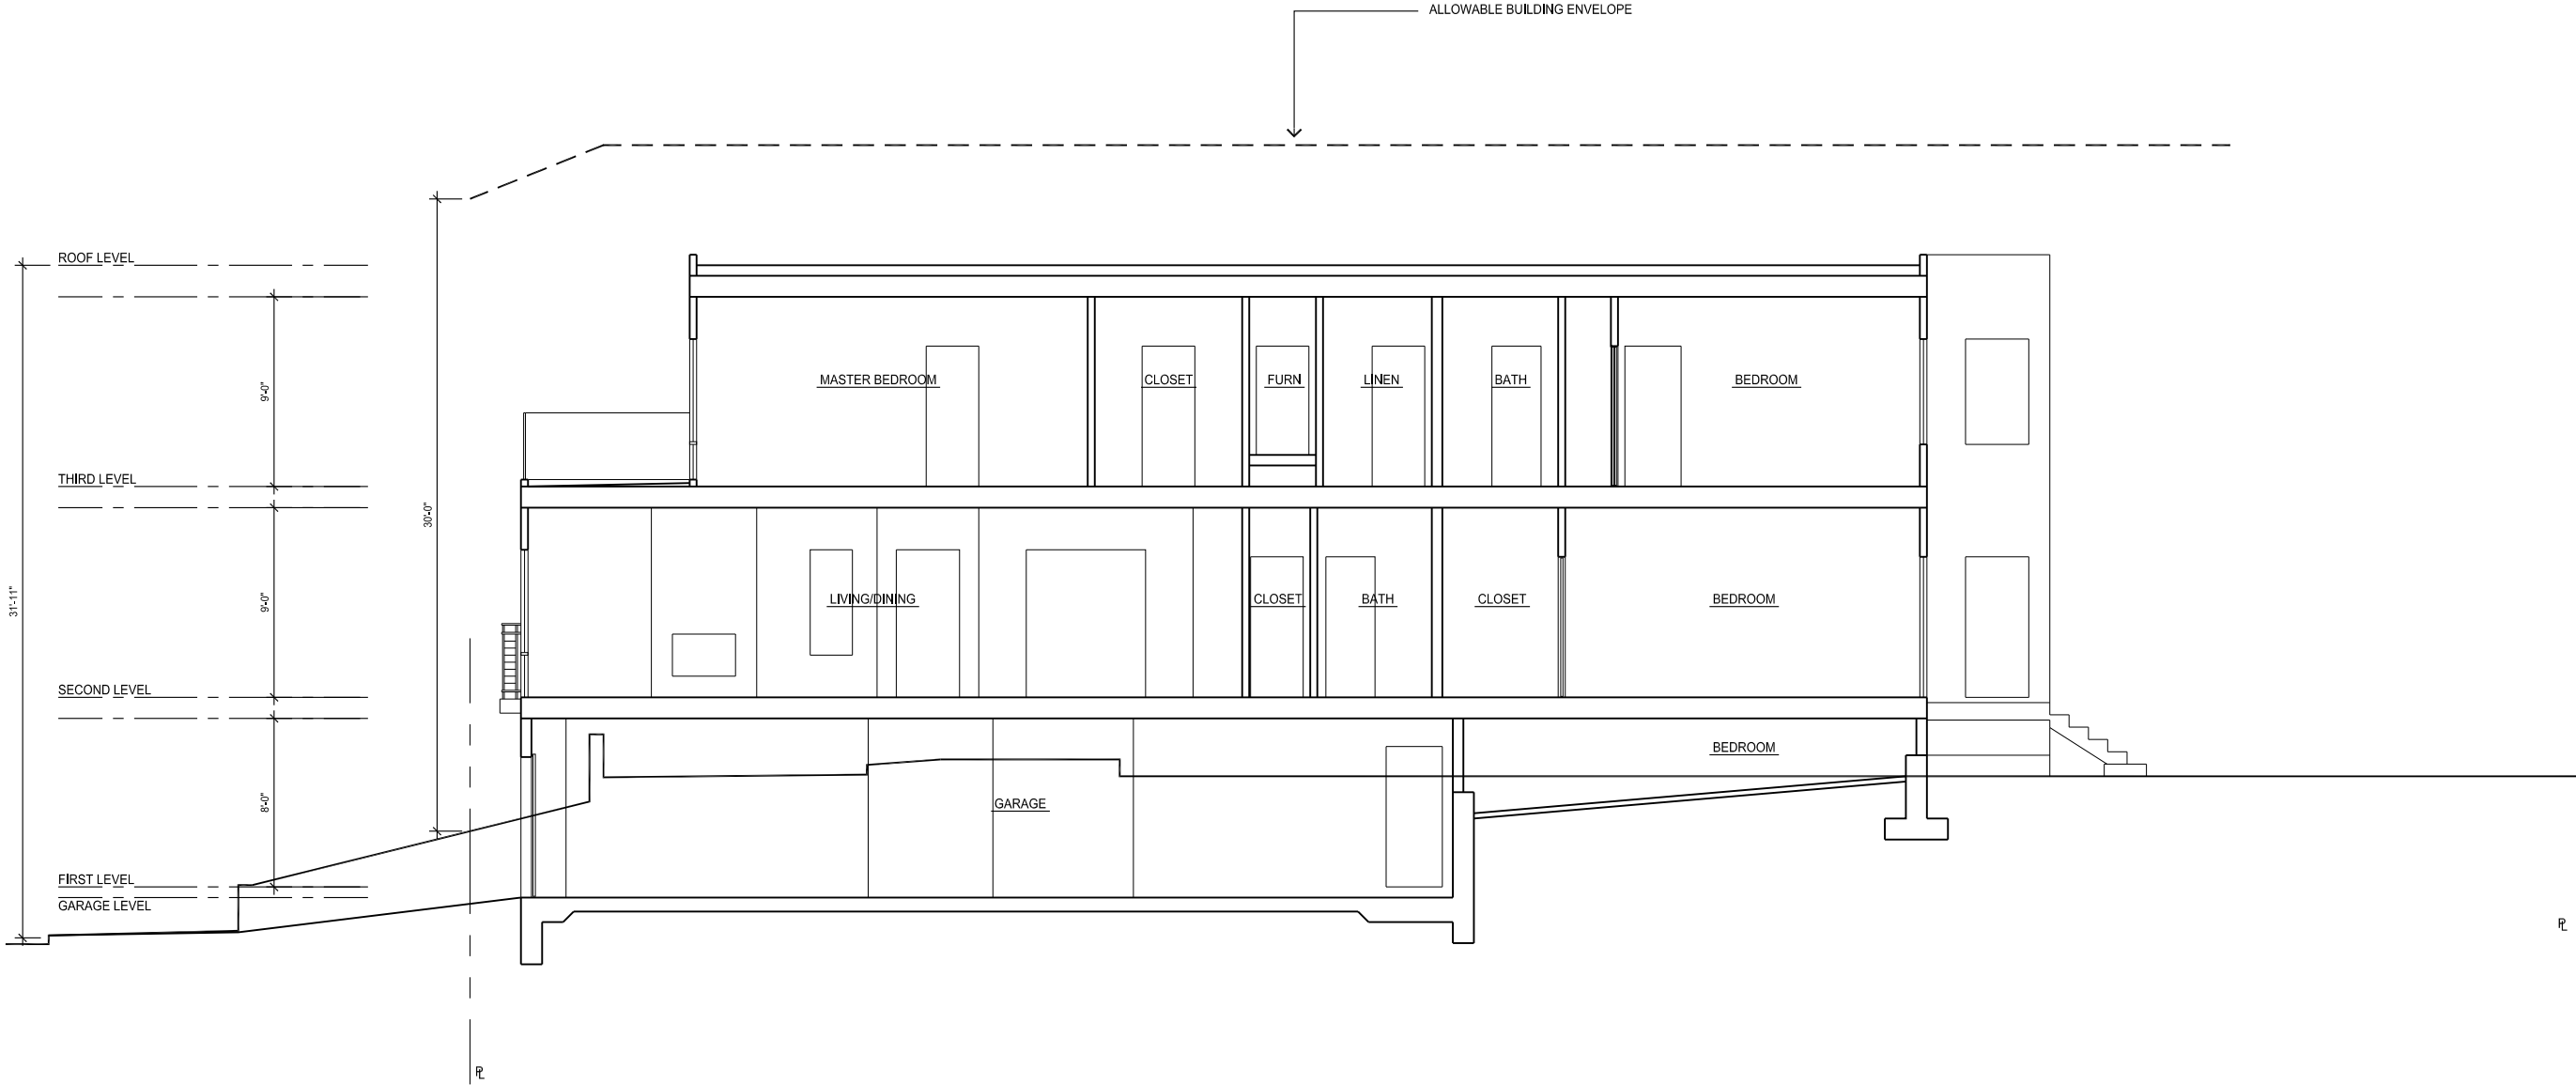 ALLOWABLE BUILDING ENVELOPE
ROOF LEVEL
9'-0"
MASTER BEDROOM
CLOSET
FURN
LINEN
BATH
BEDROOM
THIRD LEVEL
30'-0"
31'-11"
9'-0"
LIVING/DINING
CLOSET
BATH
CLOSET
BEDROOM
SECOND LEVEL
BEDROOM
8'-0"
GARAGE
FIRST LEVEL
GARAGE LEVEL
PL
PL